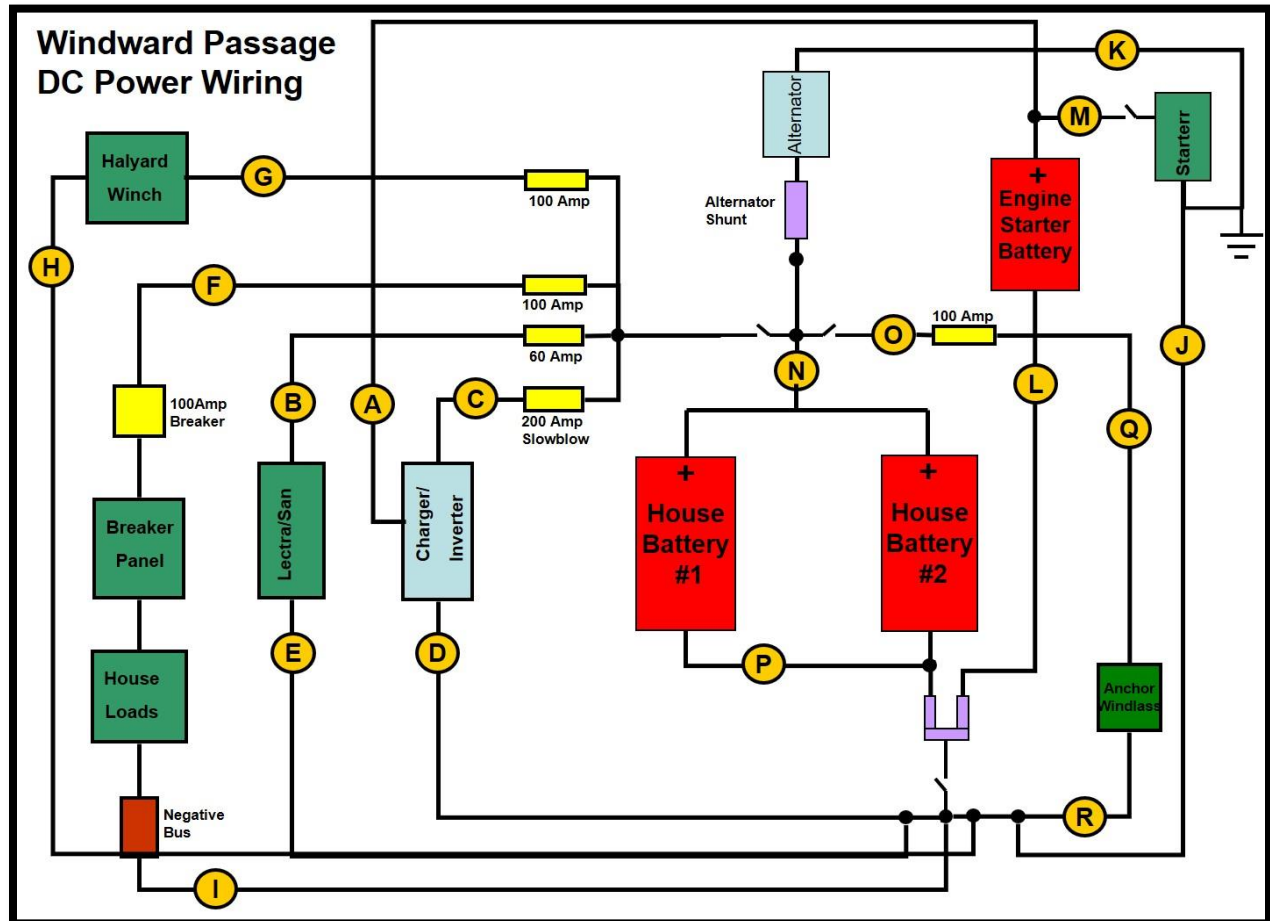 Windward Passage
DC Power Wiring
K
Alternator
M
Starterr
Halyard
Winch
G
100 Amp
Alternator
Shunt
+
Engine
Starter
Battery
H
F
100 Amp
60 Amp
O
100 Amp
N
J
L
100Amp
Breaker
B
A
C
200 Amp
Slowblow
Q
+
House
Battery
#1
+
House
Battery
#2
Breaker
Panel
Lectra/San
Charger/
Inverter
House
Loads
E
D
P
Anchor
Windlass
Negative
Bus
R
I